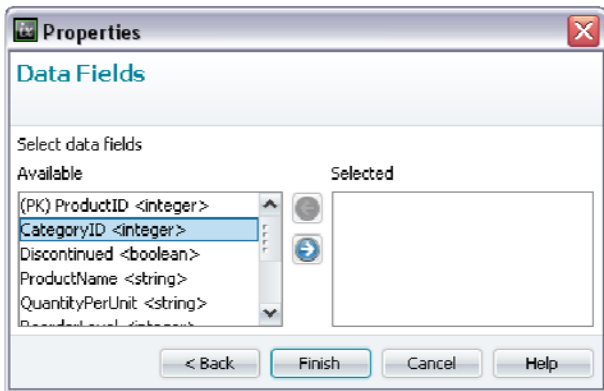 Properties
Data Fields
Select data fields
Available
Selected
(PK) ProductID <integer>
CategoryID <integer>
Discontinued <boolean>
ProductName <string>
QuantityPerUnit <string>
< Back
Finish
Cancel
Help